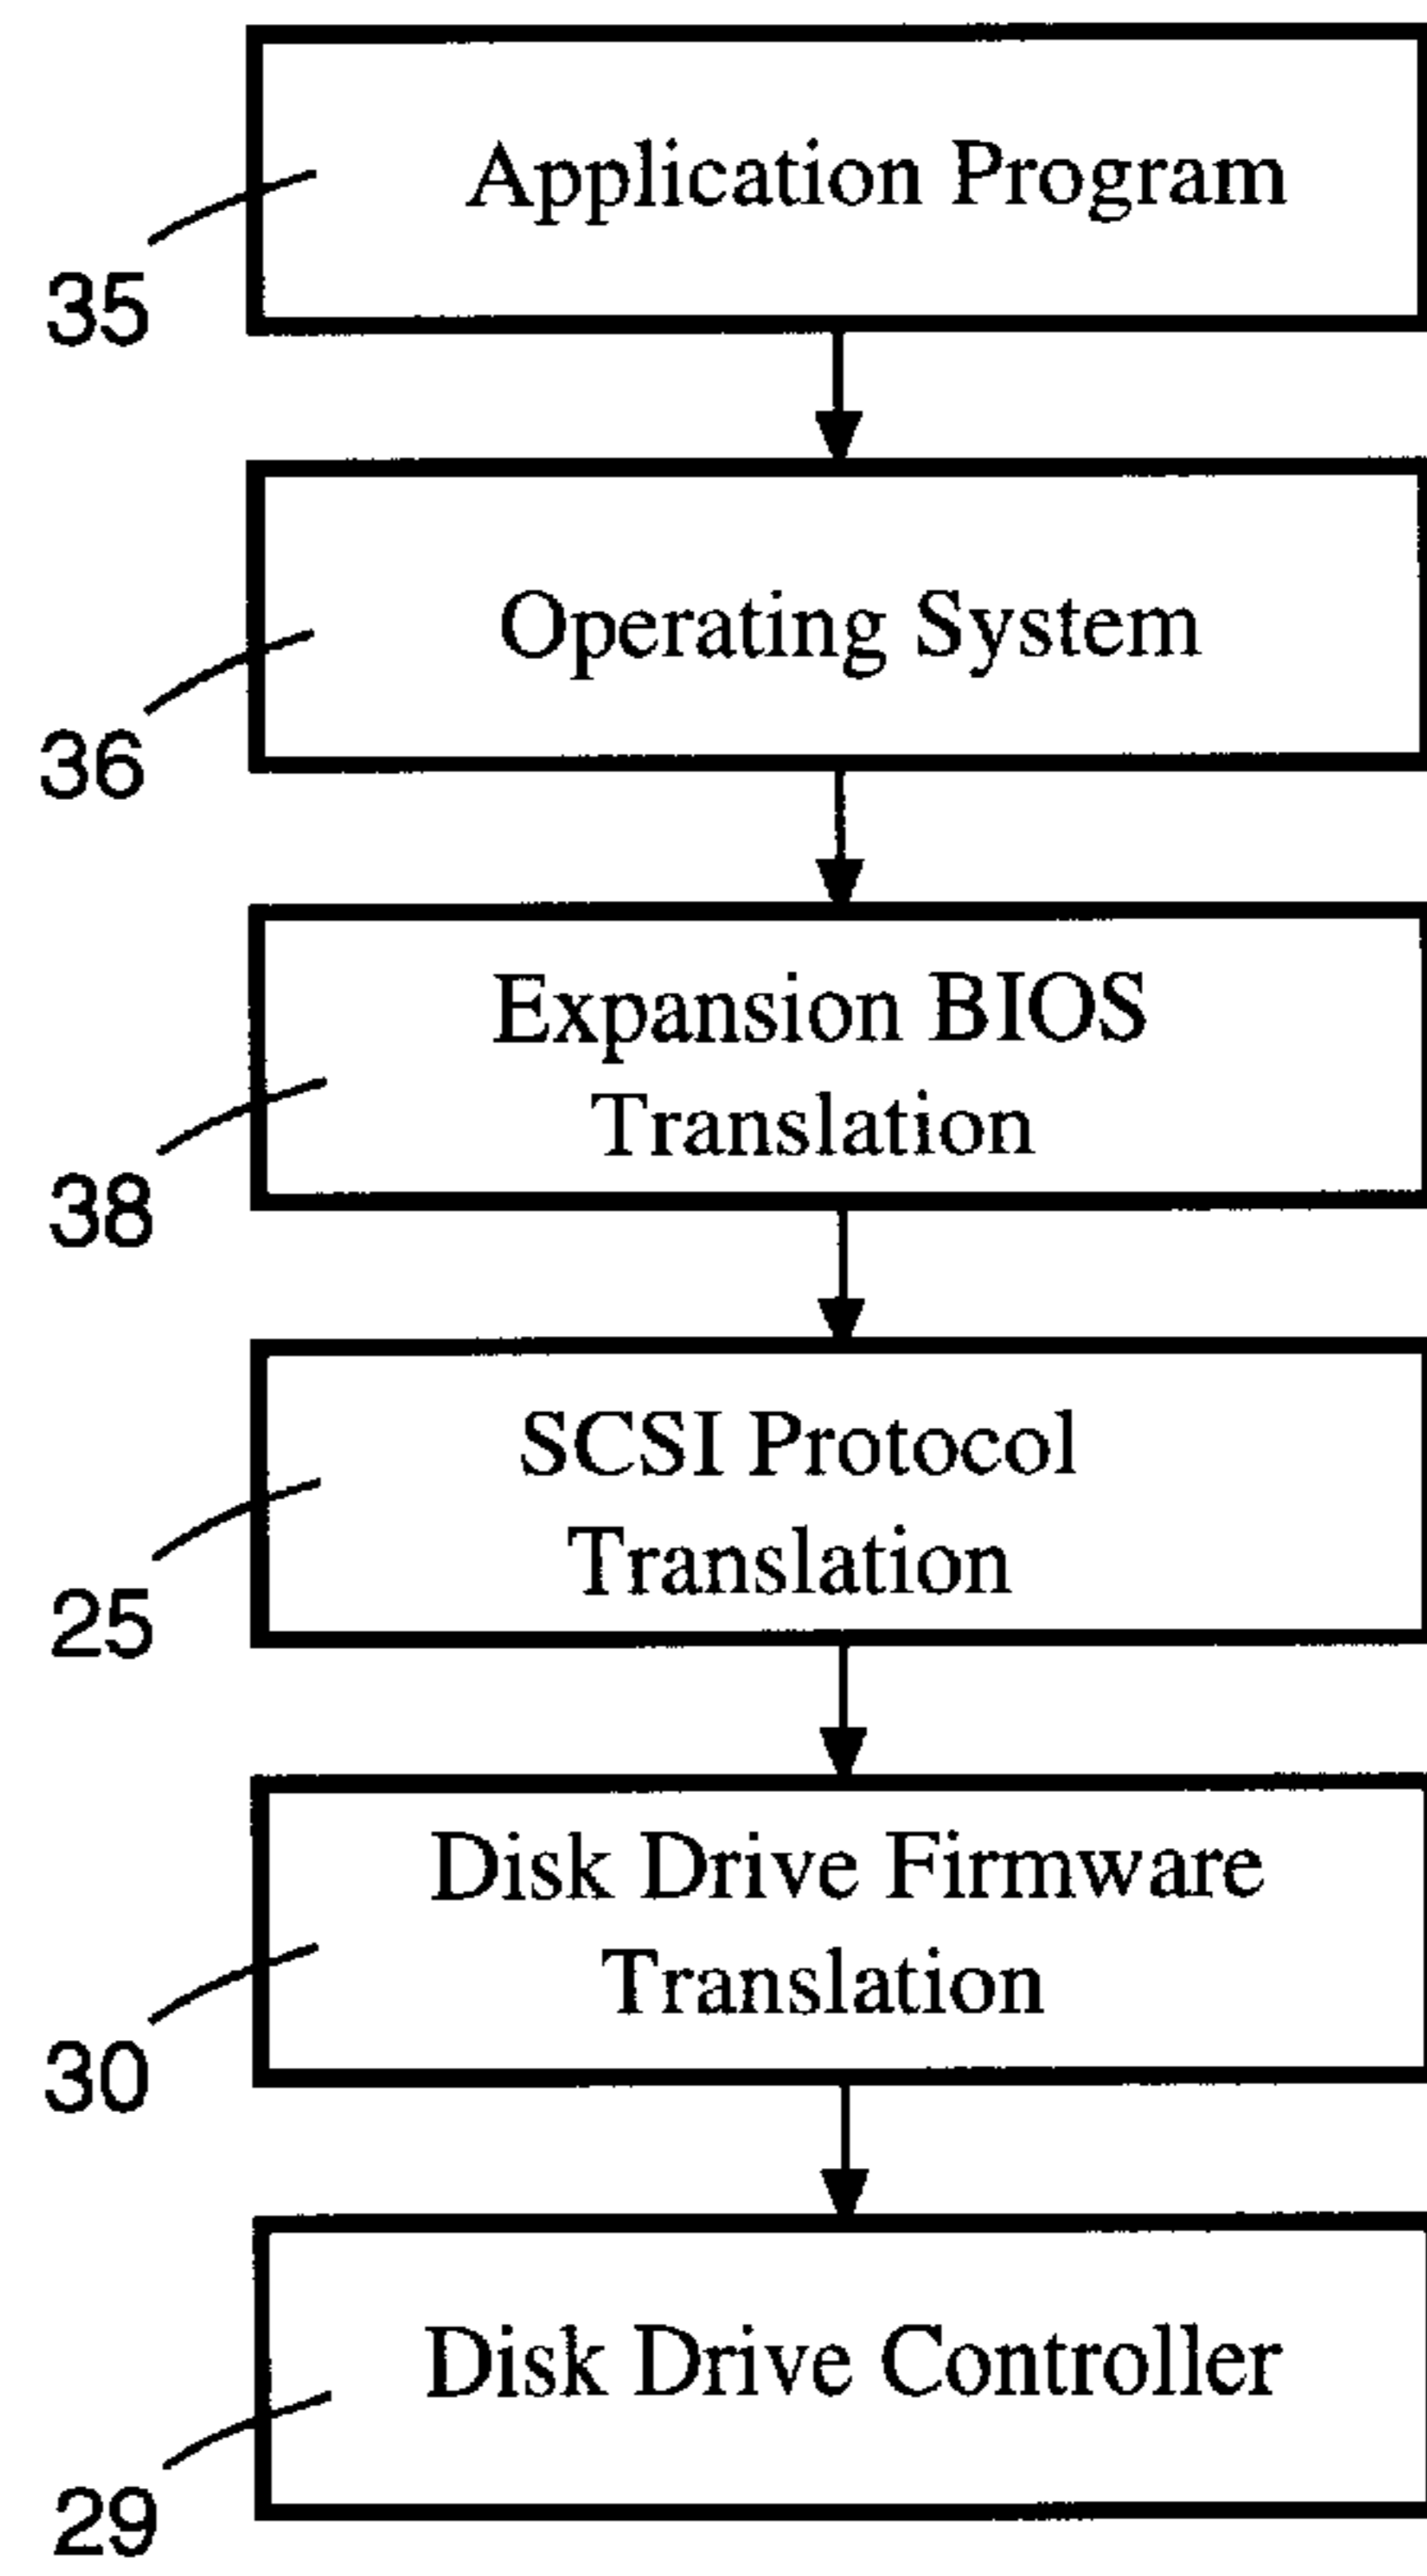 Application Program
35
Operating System
36
Expansion BIOS
Translation
38
SCSI Protocol
Translation
25
Disk Drive Firmware
Translation
30
Disk Drive Controller
29